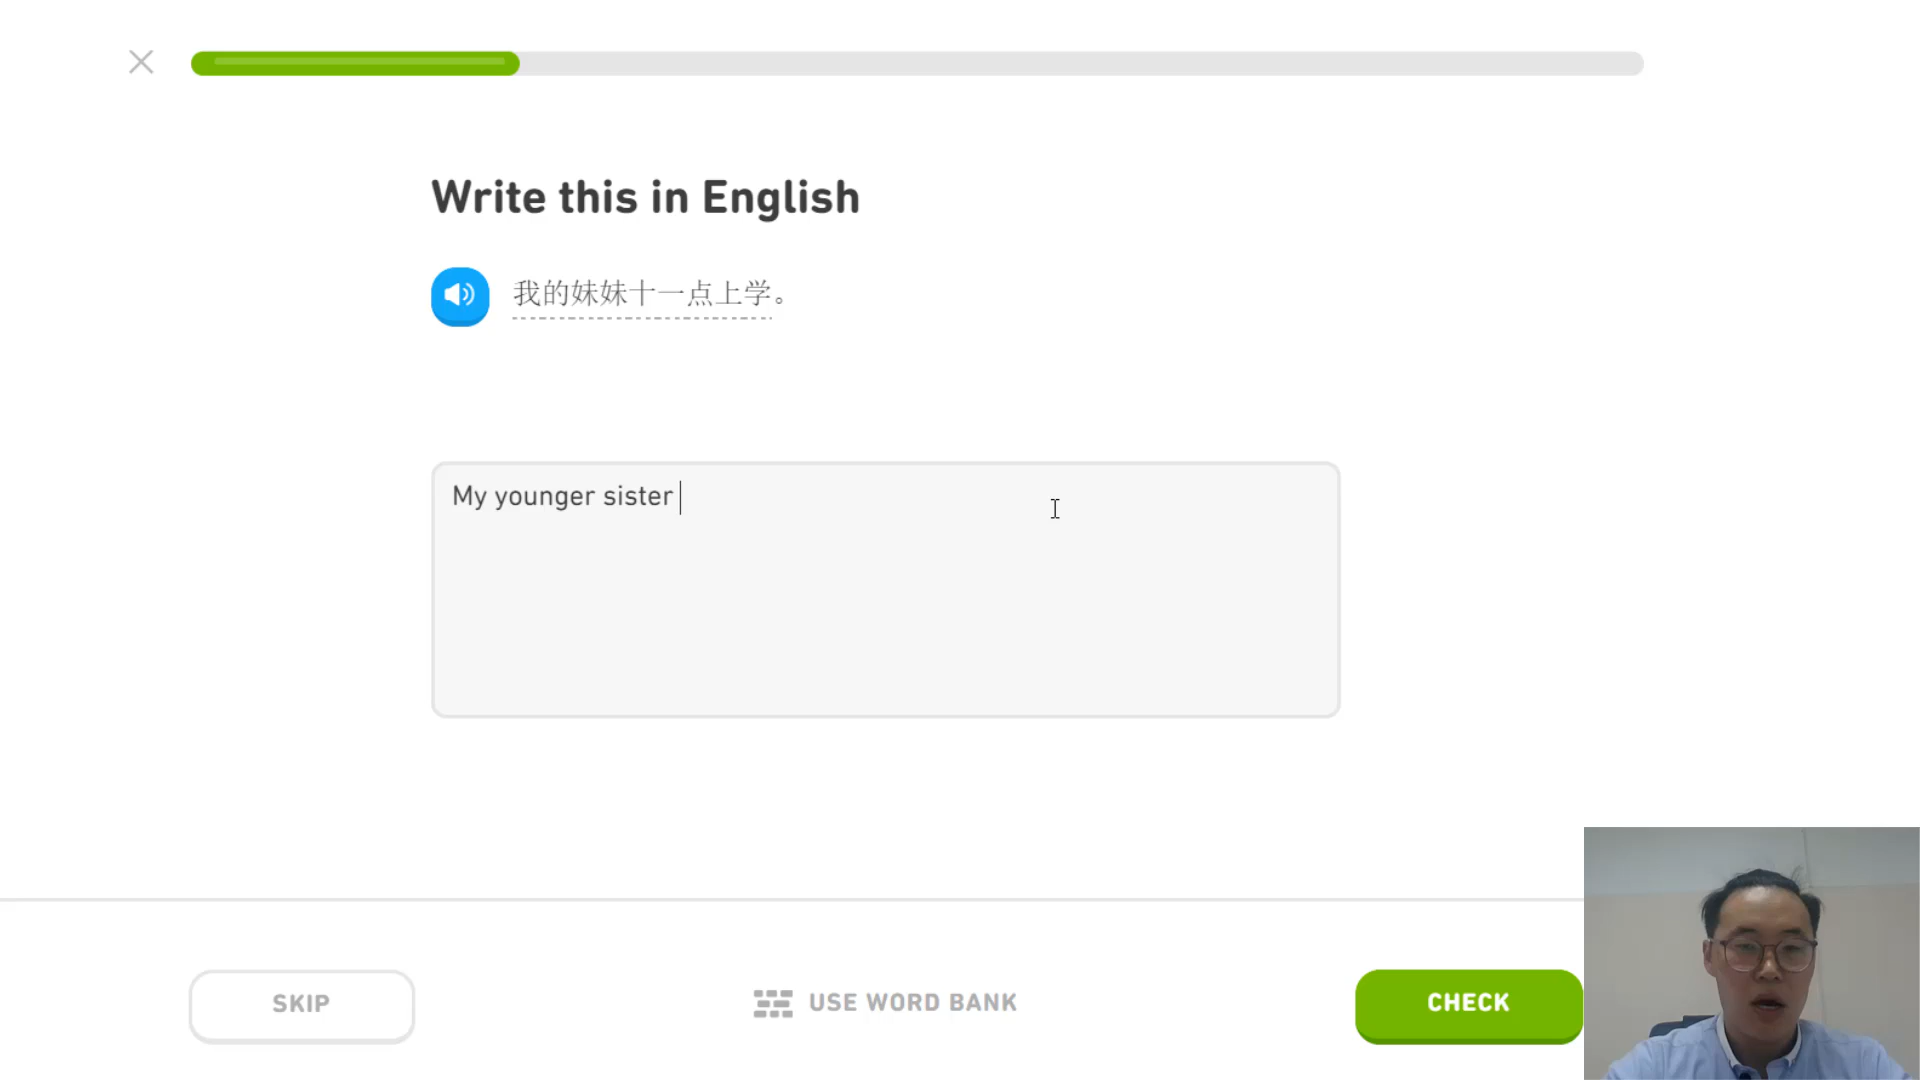 Write this in English
我的妹妹十一点上学。
My younger sister
SKIP
USE WORD BANK
CHECK